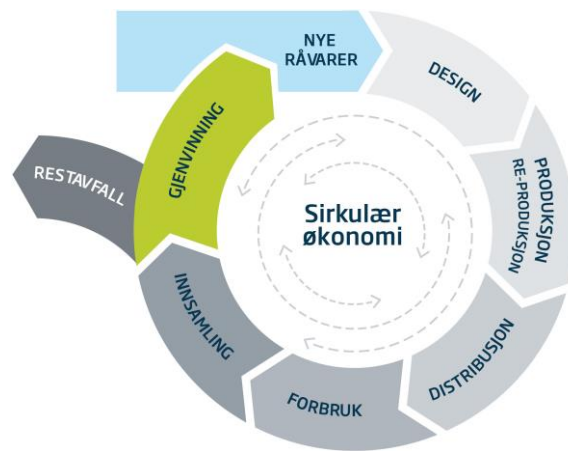 NYE
RÅVARER
DESIGN
PRODUKSJON
RE-PRODUKSJON
DISTRIBUSJON
FORBRUK
INNSAMLING
GJENVINNING
RESTAVFALL
Sirkulær
økonomi